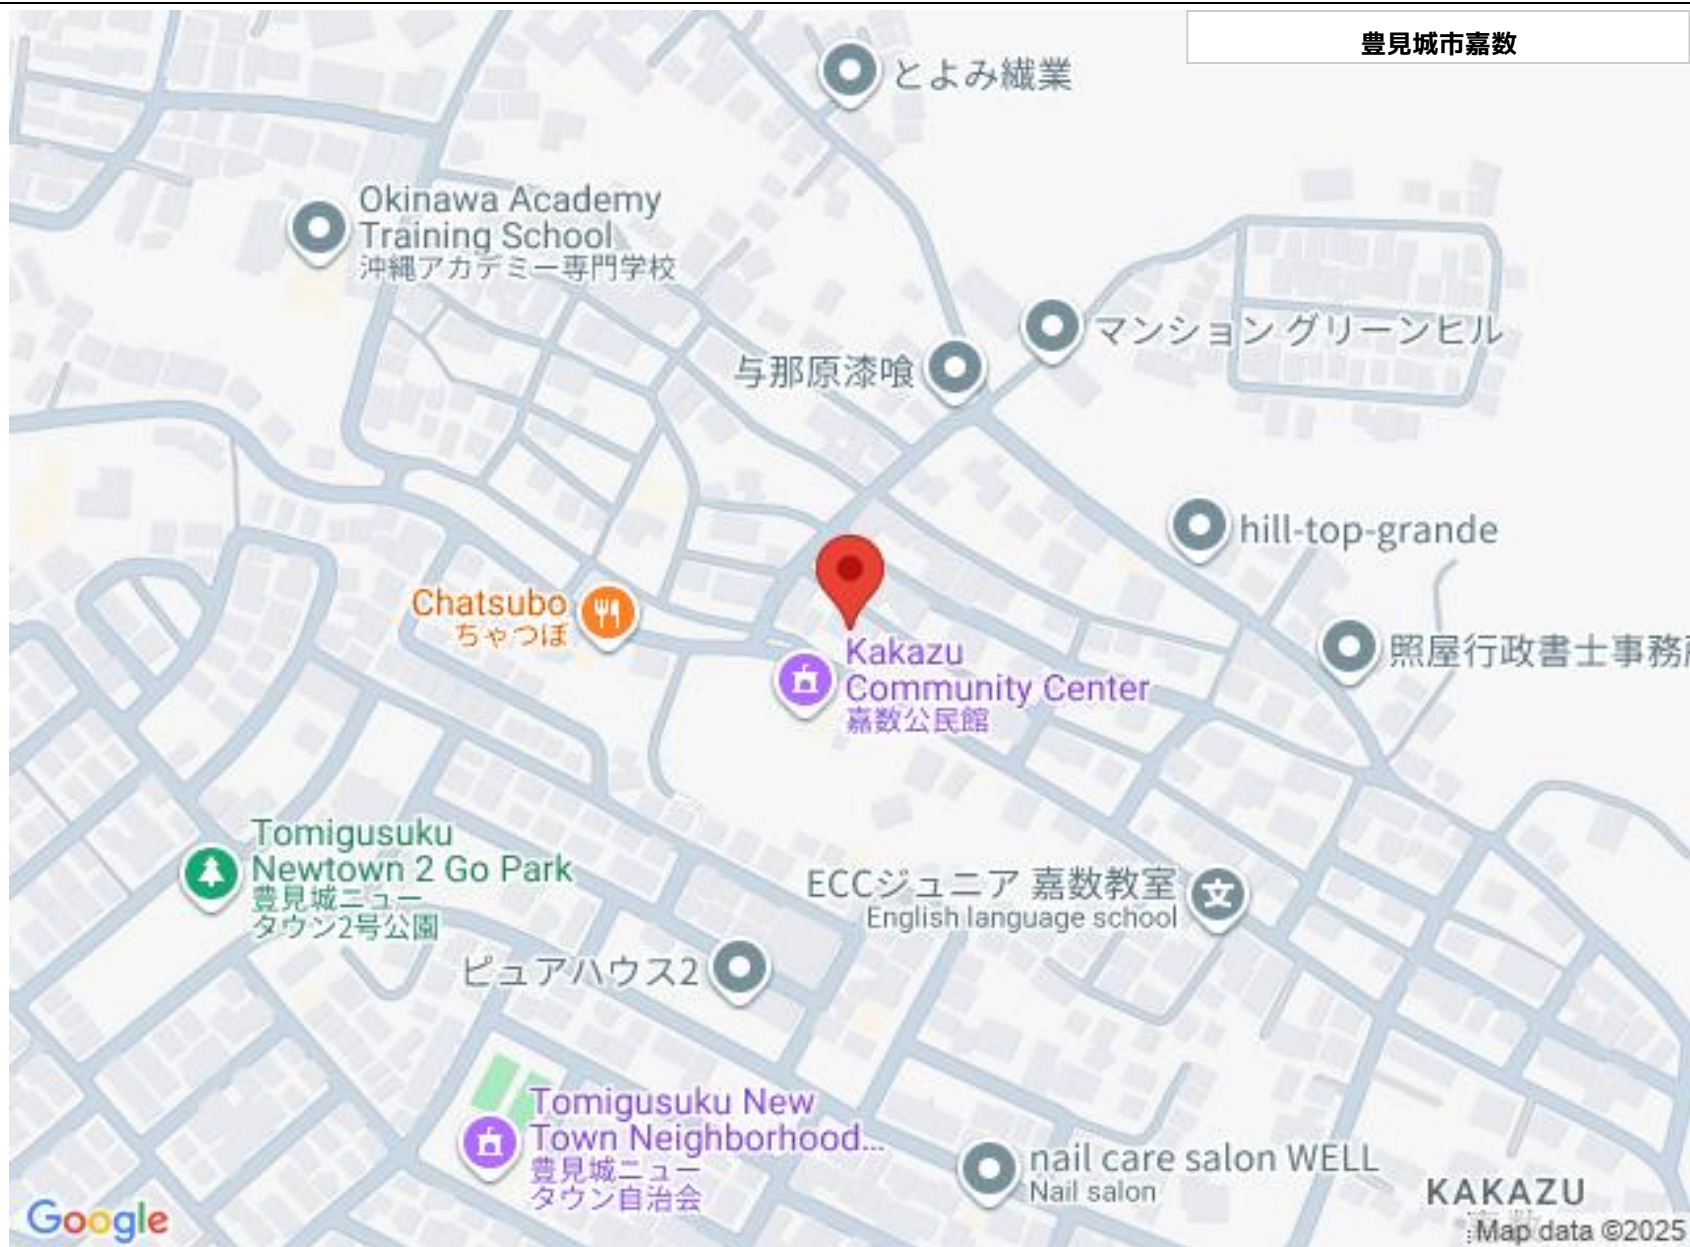 豊見城市嘉数
とよみ繊業
Okinawa Academy
Training School
沖縄アカデミー専門学校
マンション グリーンヒル
与那原漆喰
hill-top-grande
Chatsubo
ちゃつぼ
照屋行政書士事務
Kakazu
Community Center
嘉数公民館
Tomigusuku
Newtown 2 Go Park
豊見城ニュー
タウン2号公園
ECCジュニア 嘉数教室
English language school
ピュアハウス2
Tomigusuku New
Town Neighborhood...
豊見城ニュー
タウン自治会
nail care salon WELL
Nail salon
KAKAZU
Google
Map data ©2025